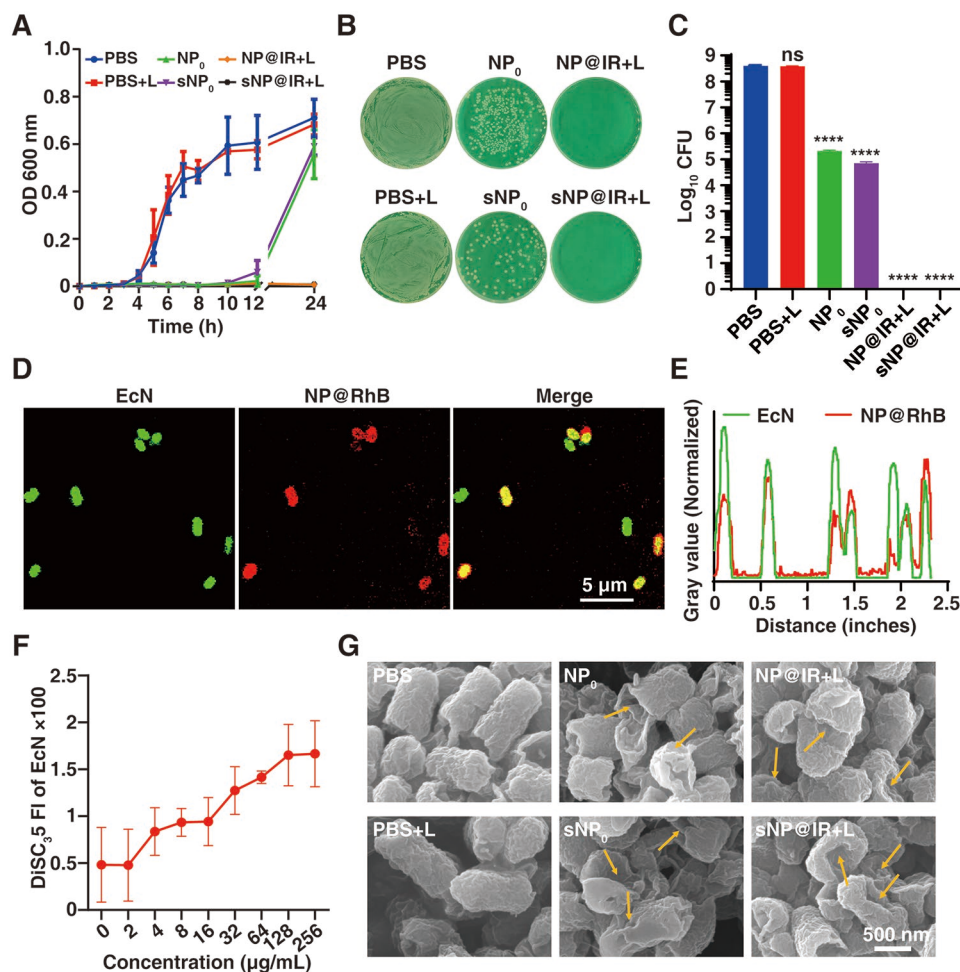 A
1.0
0.8
0.6
0.4
0.2
0
OD 600 nm
PBS NP₀ NP@IR+L
PBS+L sNP₀ sNP@IR+L
0 2 4 6 8 10 12 24
Time (h)
B
PBS NP₀ NP@IR+L
PBS+L sNP₀ sNP@IR+L
C
Log₁₀ CFU
9
8
7
6
5
4
3
2
1
0
ns
**** ****
**** ****
PBS PBS+L NP₀ sNP₀ NP@IR+L sNP@IR+L
D
EcN NP@RhB Merge
5 μm
E
EcN NP@RhB
Gray value (Normalized)
0 0.5 1 1.5 2 2.5
Distance (inches)
F
DiSC₃5 FI of EcN ×100
2.5
2
1.5
1
0.5
0
0 2 4 8 16 32 64 128 256
Concentration (μg/mL)
G
PBS NP₀ NP@IR+L
PBS+L sNP₀ sNP@IR+L
500 nm